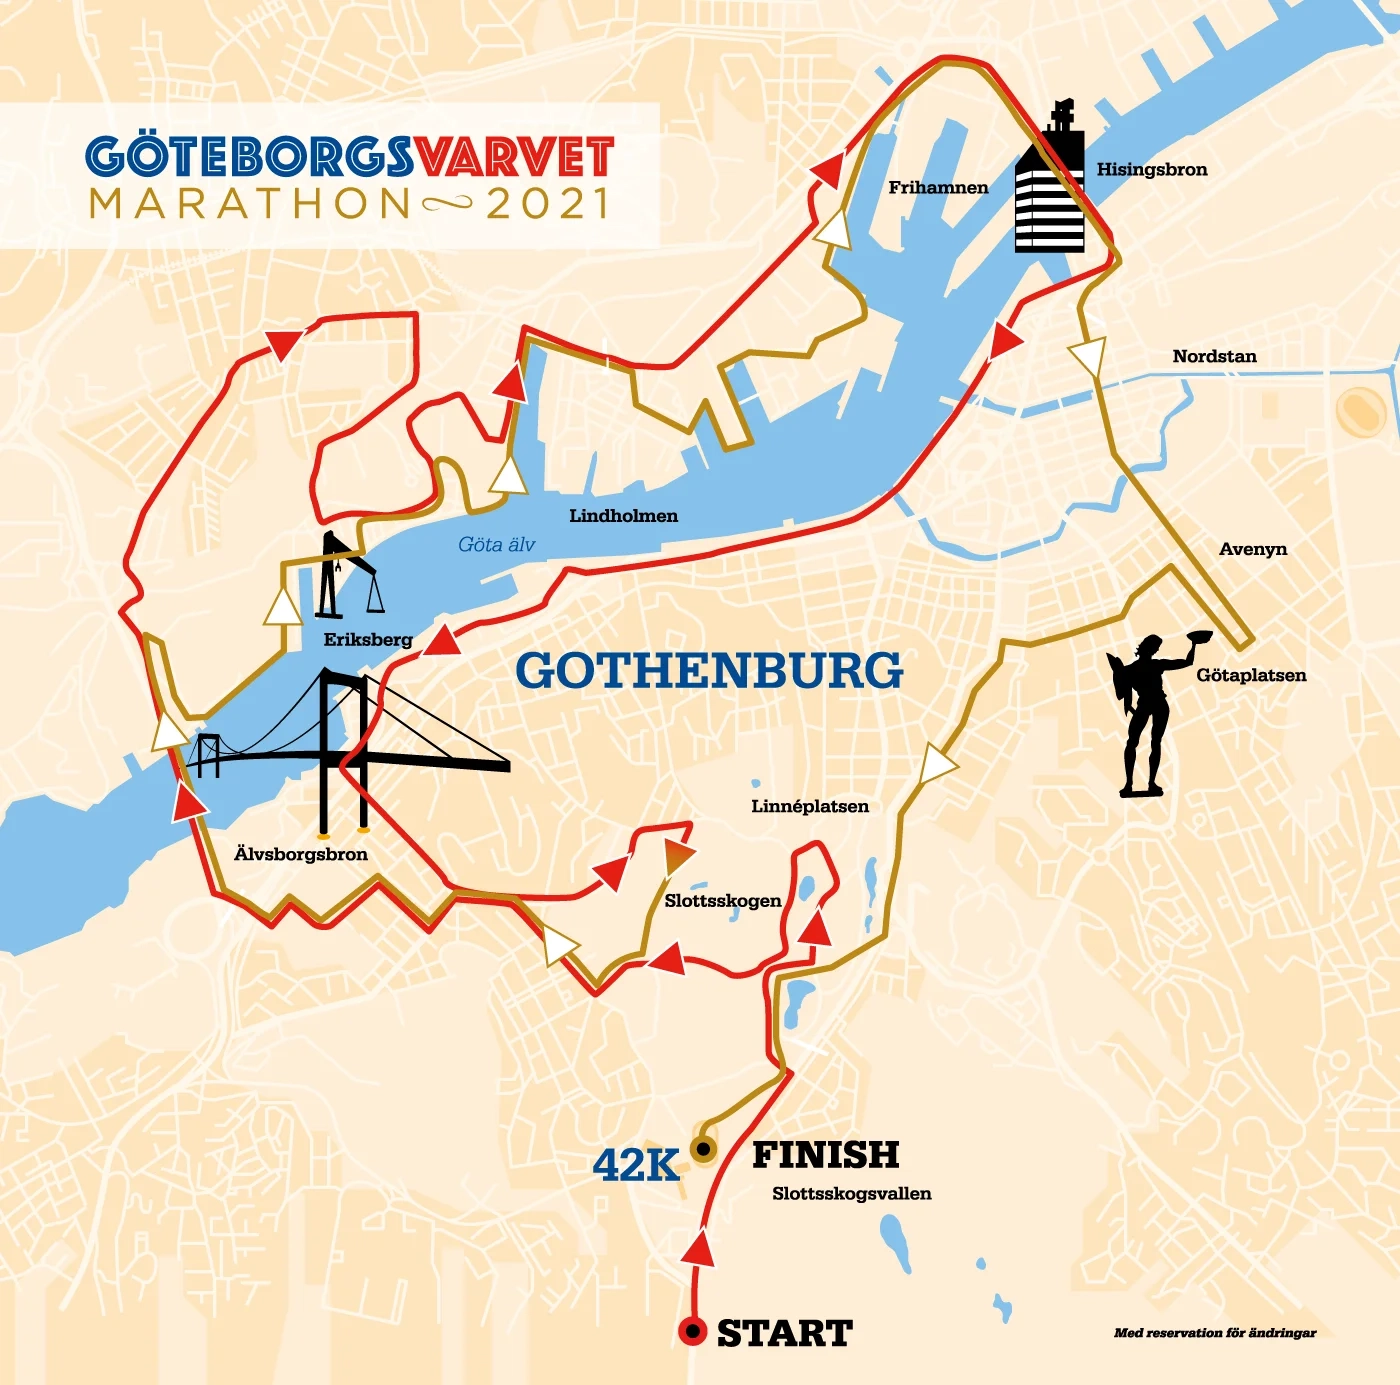 GÖTEBORGSVARVET
MARATHON ~ 2021
Hisingsbron
Frihamnen
Nordstan
Lindholmen
Göta älv
Avenyn
Eriksberg
GOTHENBURG
Götaplatsen
Linnéplatsen
Älvsborgsbron
Slottsskogen
42K
FINISH
Slottsskogsvallen
START
Med reservation för ändringar